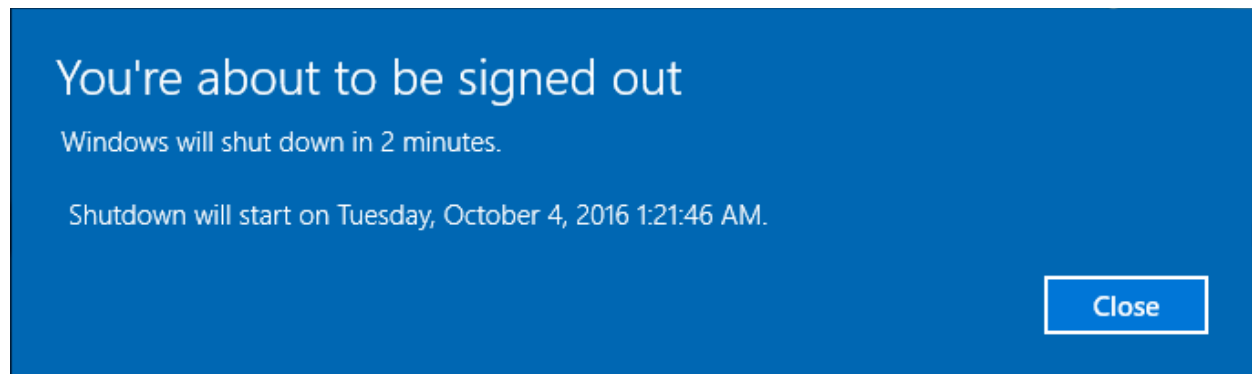 You're about to be signed out
Windows will shut down in 2 minutes.
Shutdown will start on Tuesday, October 4, 2016 1:21:46 AM.
Close